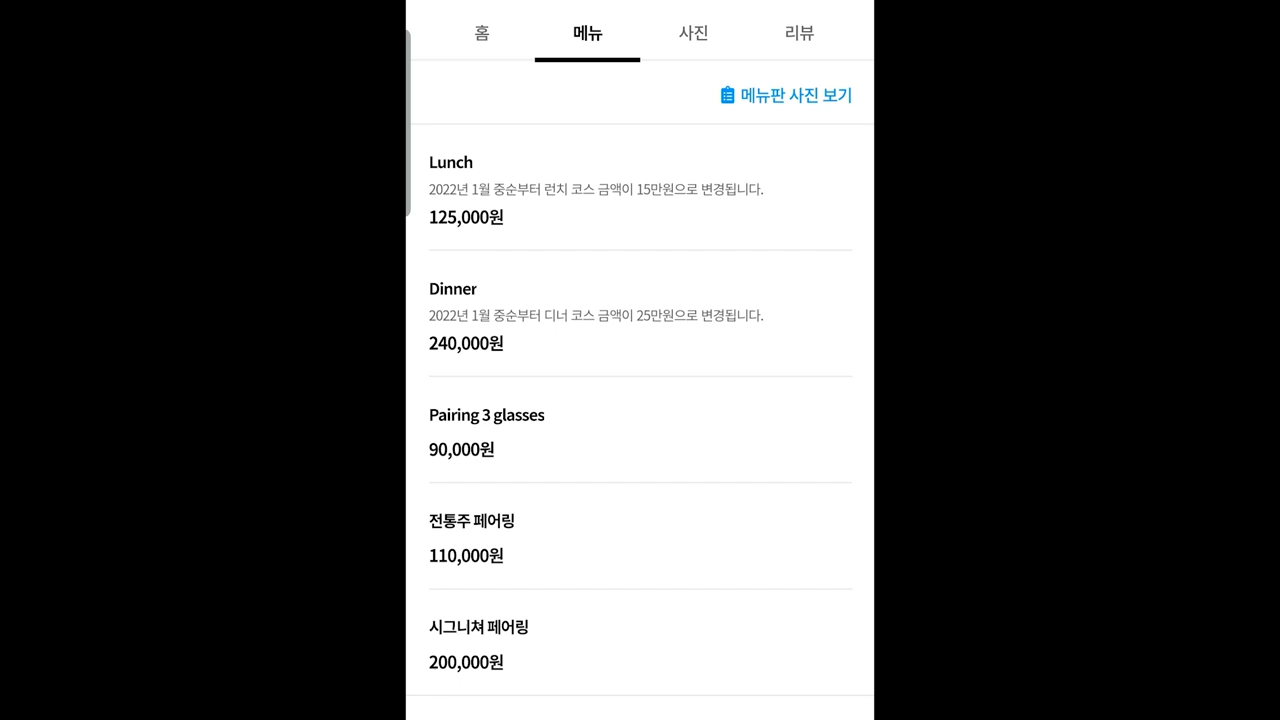 홈 메뉴 사진 리뷰
메뉴판 사진 보기
Lunch
2022년 1월 중순부터 런치 코스 금액이 15만원으로 변경됩니다.
125,000원
Dinner
2022년 1월 중순부터 디너 코스 금액이 25만원으로 변경됩니다.
240,000원
Pairing 3 glasses
90,000원
전통주 페어링
110,000원
시그니쳐 페어링
200,000원